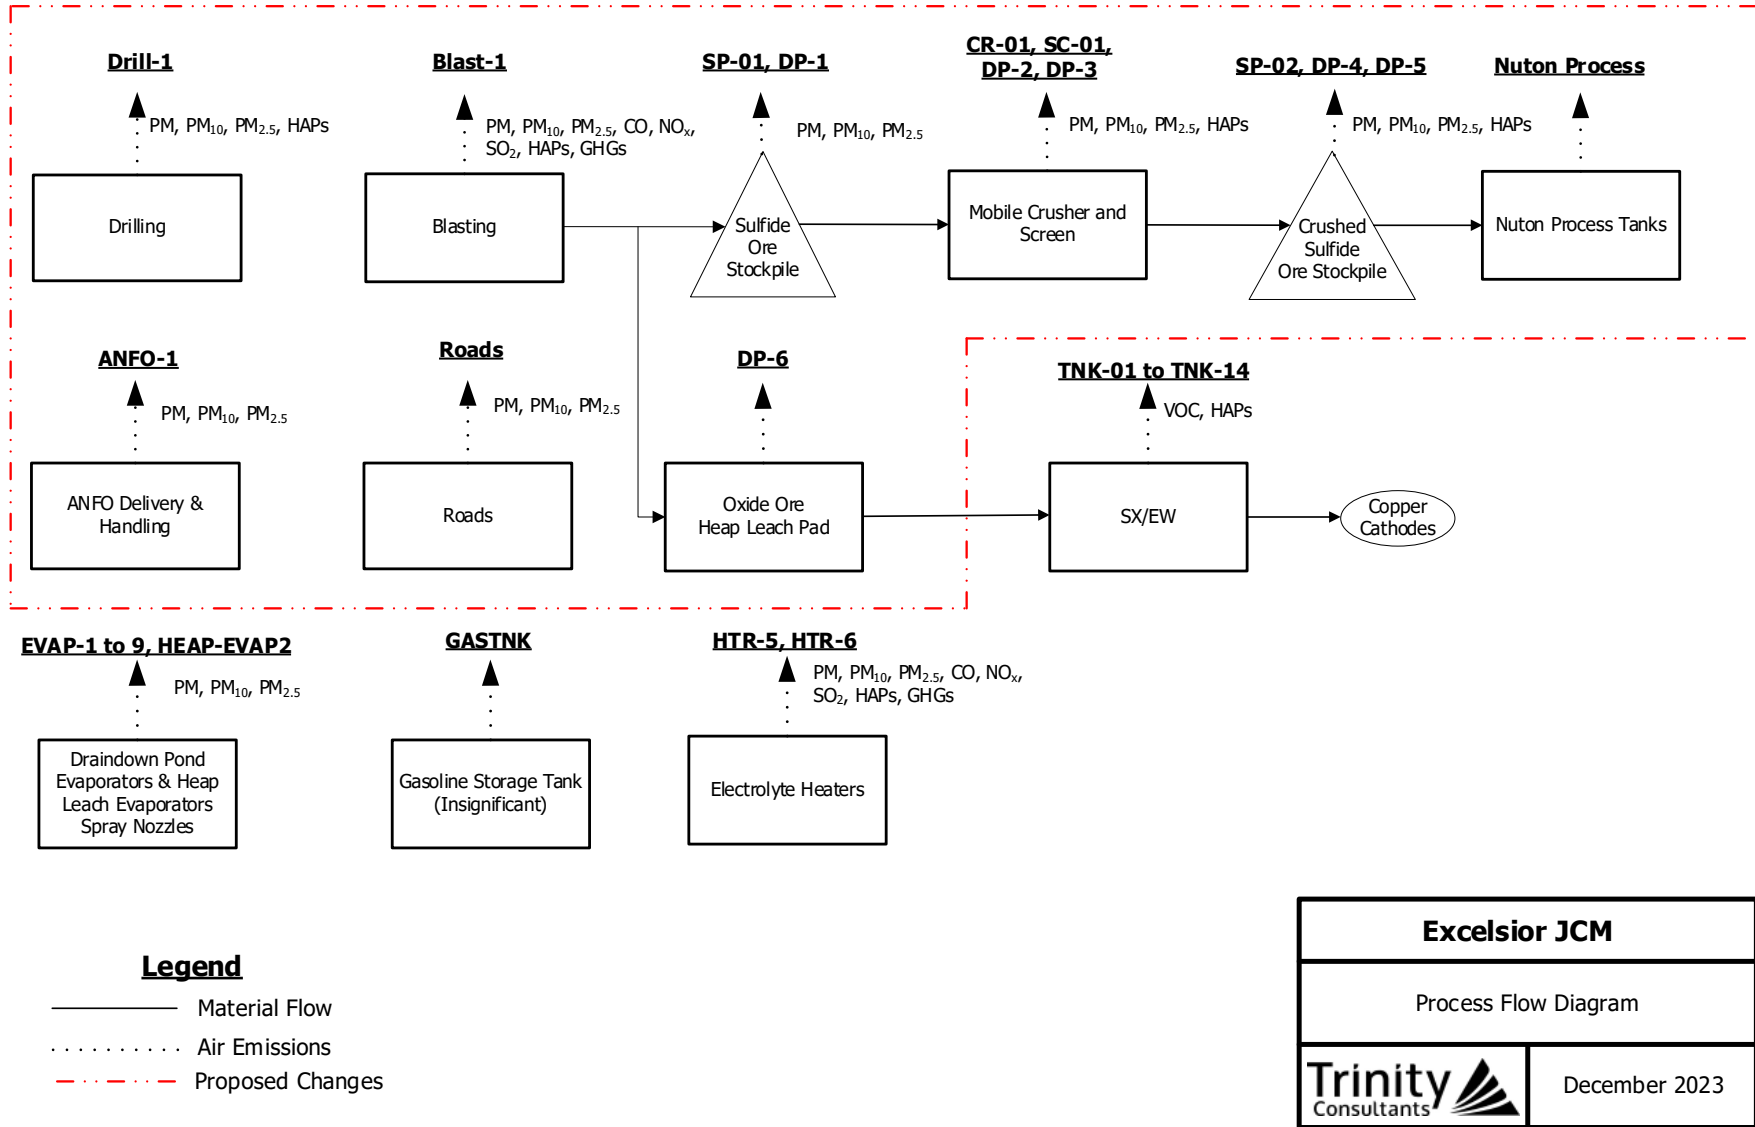 Drill-1
PM, PM₁₀, PM₂.₅, HAPs
Drilling
Blast-1
PM, PM₁₀, PM₂.₅, CO, NOₓ,
SO₂, HAPs, GHGs
Blasting
SP-01, DP-1
PM, PM₁₀, PM₂.₅
Sulfide
Ore
Stockpile
CR-01, SC-01,
DP-2, DP-3
PM, PM₁₀, PM₂.₅, HAPs
Mobile Crusher and
Screen
SP-02, DP-4, DP-5
PM, PM₁₀, PM₂.₅, HAPs
Crushed
Sulfide
Ore Stockpile
Nuton Process
Nuton Process Tanks
ANFO-1
PM, PM₁₀, PM₂.₅
ANFO Delivery &
Handling
Roads
PM, PM₁₀, PM₂.₅
Roads
DP-6
Oxide Ore
Heap Leach Pad
TNK-01 to TNK-14
VOC, HAPs
SX/EW
Copper
Cathodes
EVAP-1 to 9, HEAP-EVAP2
PM, PM₁₀, PM₂.₅
Draindown Pond
Evaporators & Heap
Leach Evaporators
Spray Nozzles
GASTNK
Gasoline Storage Tank
(Insignificant)
HTR-5, HTR-6
PM, PM₁₀, PM₂.₅, CO, NOₓ,
SO₂, HAPs, GHGs
Electrolyte Heaters
Legend
Material Flow
Air Emissions
Proposed Changes
Excelsior JCM
Process Flow Diagram
Trinity
Consultants
December 2023